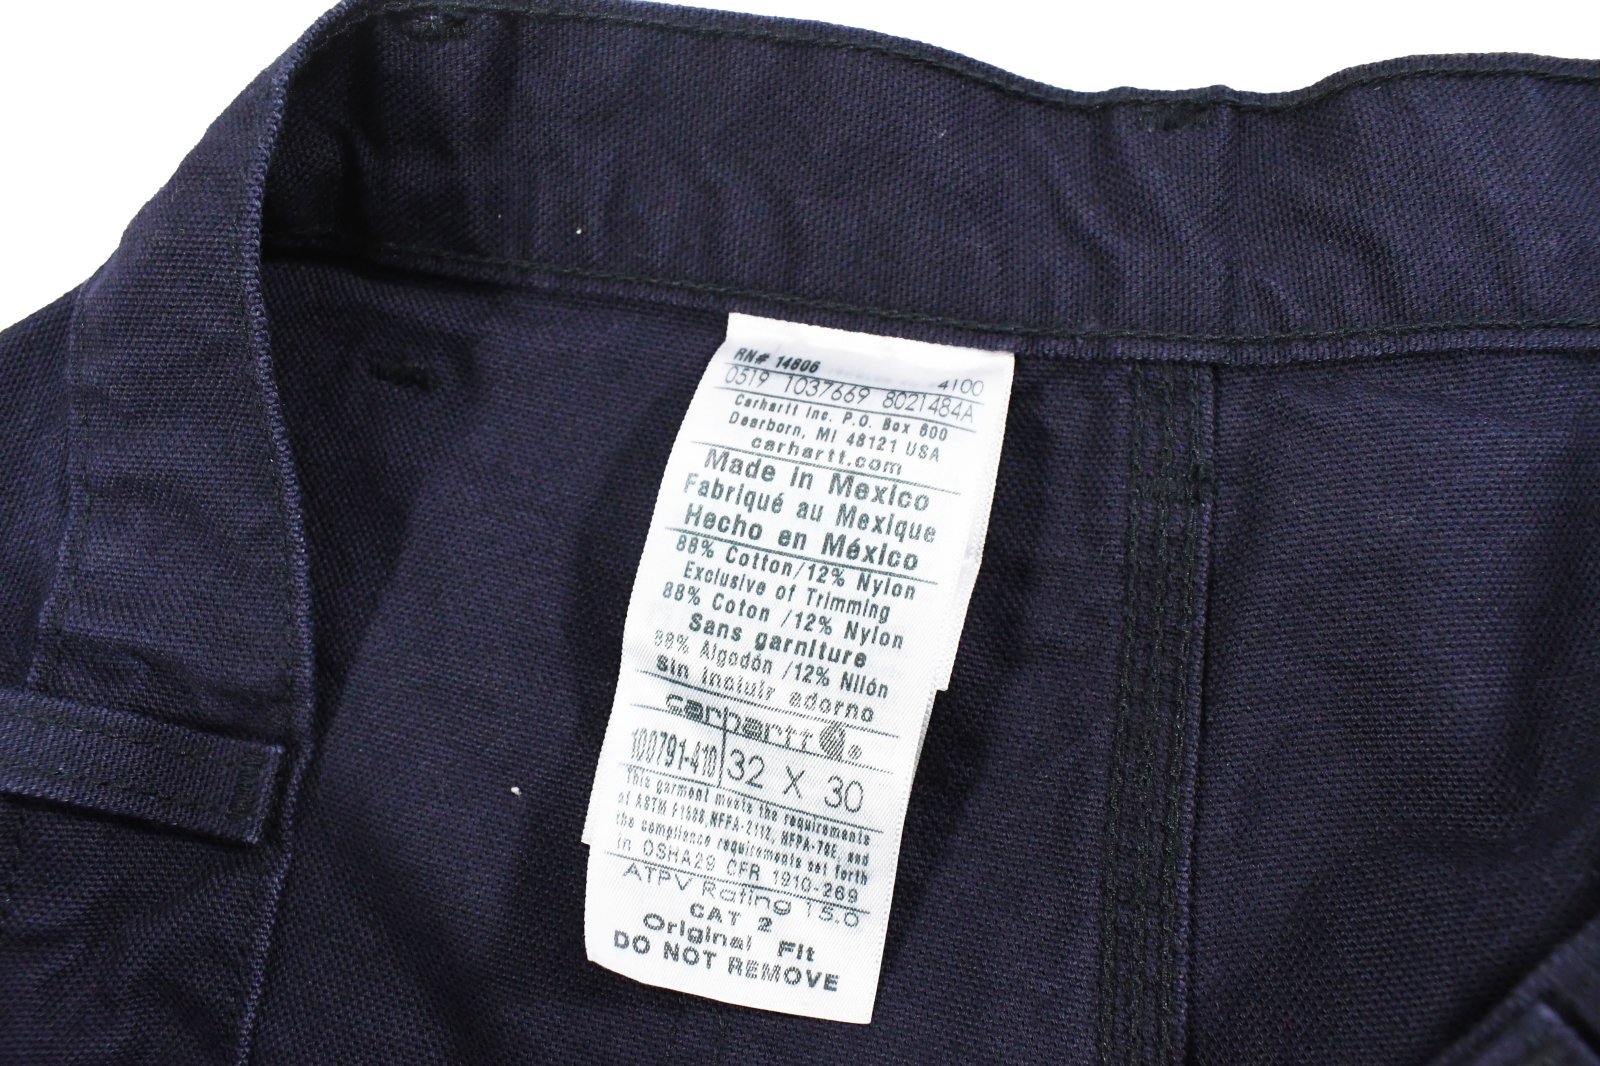 RN# 14806
4100
0519 1037669 8021484A
Carhartt Inc. P.O. Box 600
Dearborn, MI 48121 USA
carhartt.com
Made in Mexico
Fabriqué au Mexique
Hecho en México
88% Cotton/12% Nylon
Exclusive of Trimming
88% Coton /12% Nylon
Sans garniture
88% Algodón /12% Nilón
Sin incluir adorno
carhartt
100791-410 32 X 30
This garment meets the requirements
of ASTM F1506, NFPA-2112, NFPA-70E, and
the compliance requirements set forth
in OSHA29 CFR 1910-269
ATPV Rating 15.0
CAT 2
Original Fit
DO NOT REMOVE